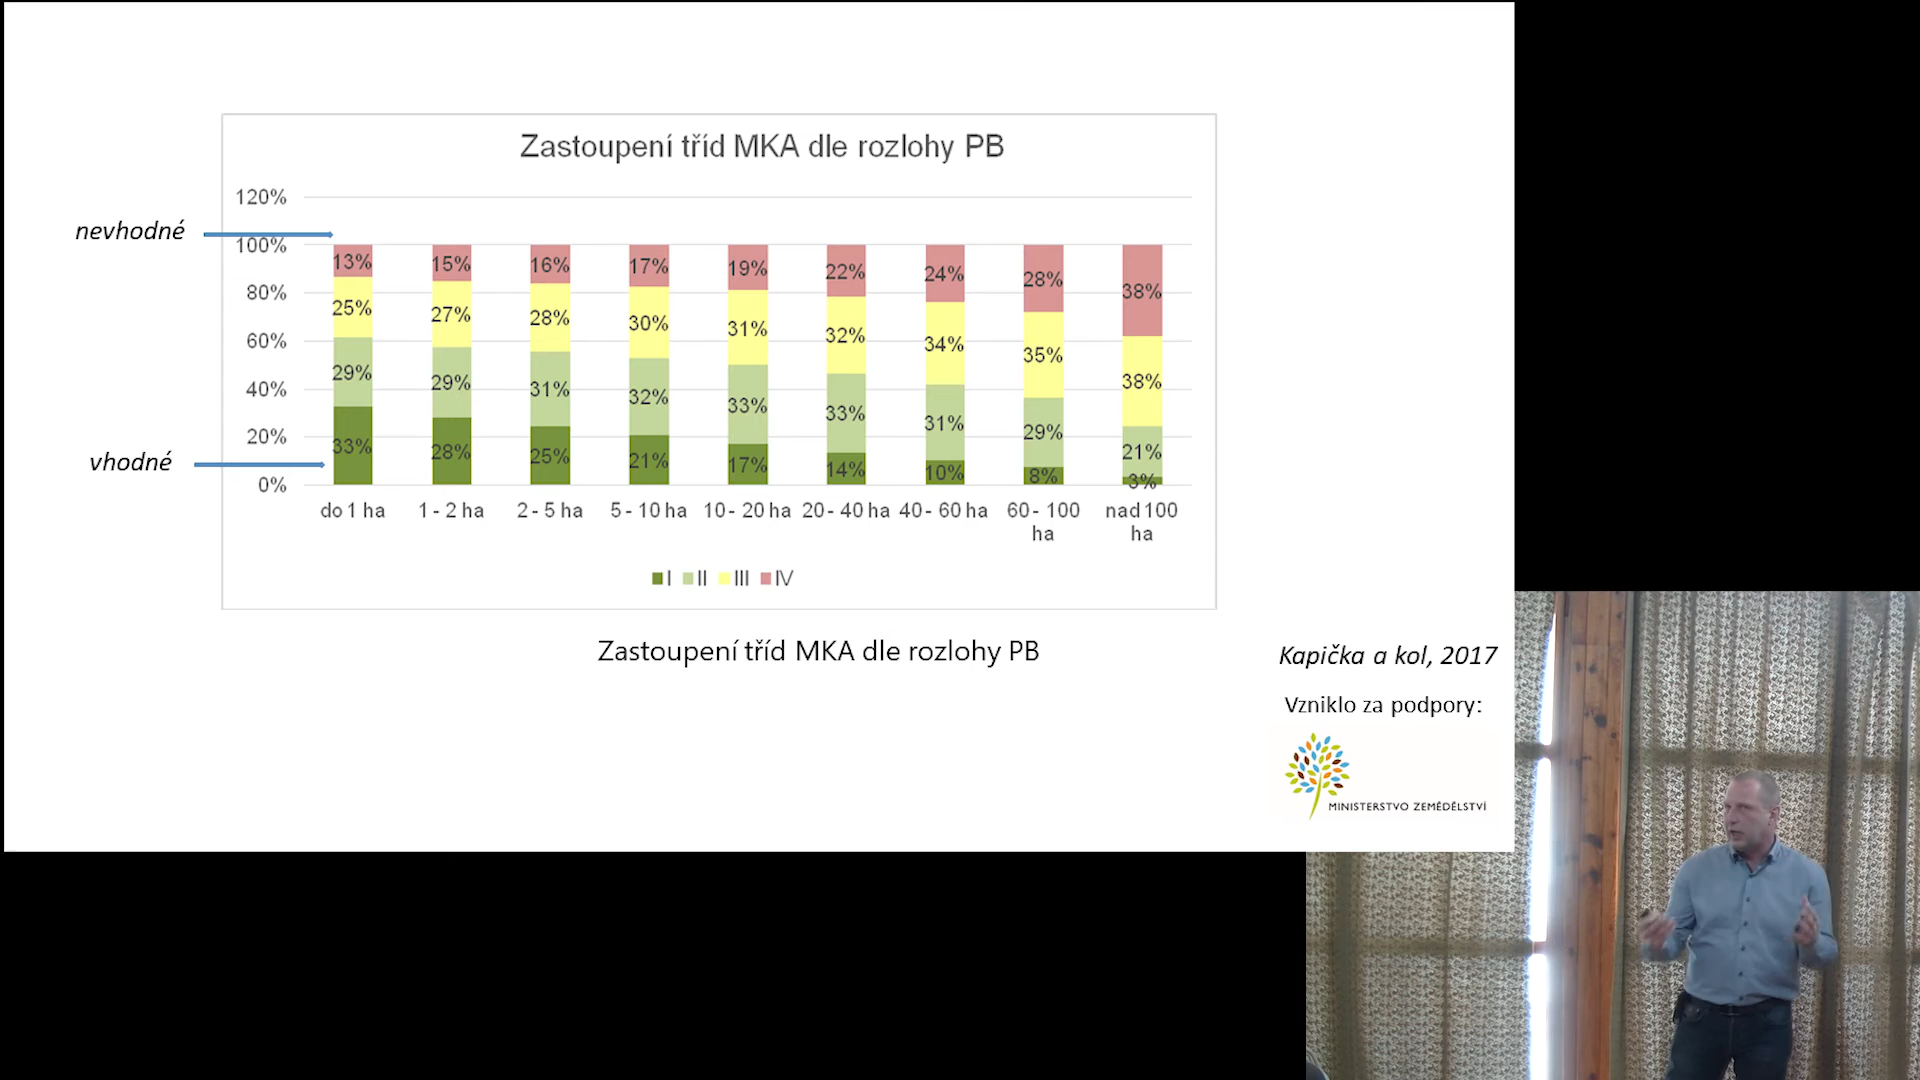 Zastoupení tříd MKA dle rozlohy PB
120%
nevhodné
100%
13% 15% 16% 17% 19% 22% 24% 28% 38%
80%
25% 27% 28% 30% 31% 32% 34% 35% 38%
60%
29% 29% 31% 32% 33% 33% 31% 29% 21%
40%
20%
33% 28% 25% 21% 17% 14% 10% 8% 3%
vhodné
0%
do 1 ha 1 - 2 ha 2 - 5 ha 5 - 10 ha 10 - 20 ha 20 - 40 ha 40 - 60 ha 60 - 100 ha nad 100 ha
I II III IV
Zastoupení tříd MKA dle rozlohy PB
Kapička a kol, 2017
Vzniklo za podpory:
MINISTERSTVO ZEMĚDĚLSTVÍ